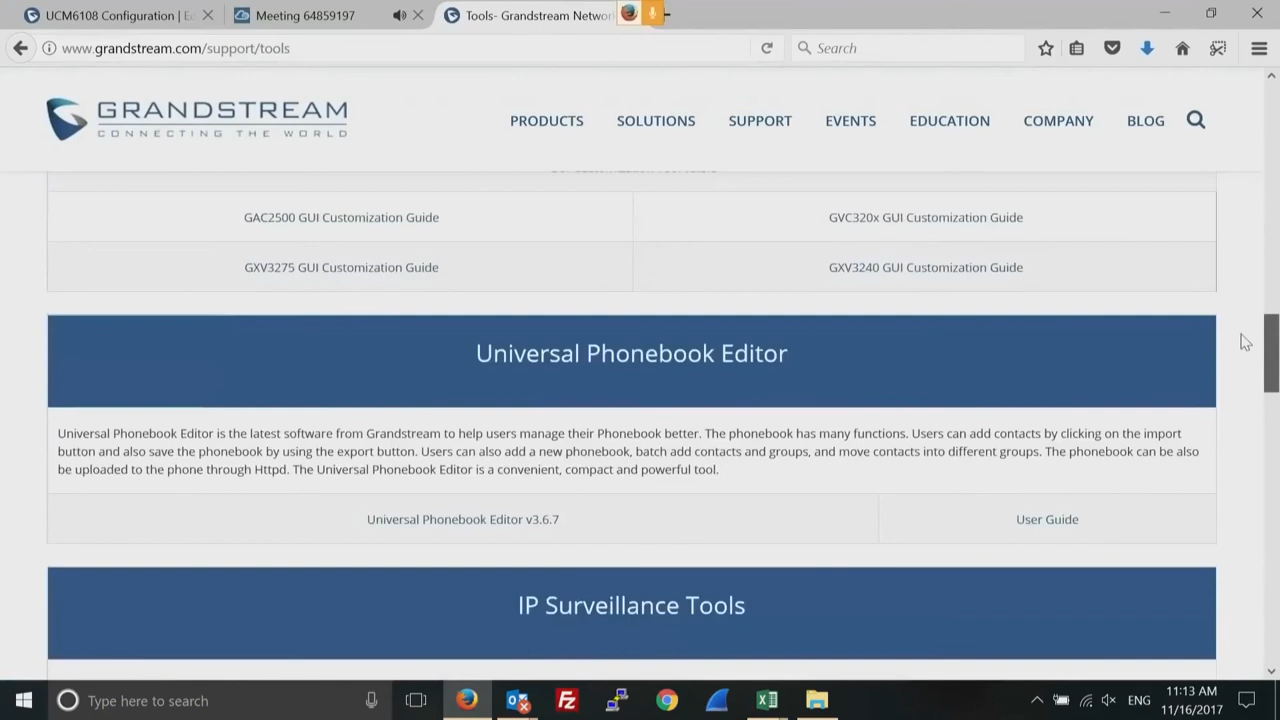 UCM6108 Configuration | E
Meeting 64859197
Tools- Grandstream Networ
www.grandstream.com/support/tools
Search
GRANDSTREAM
CONNECTING THE WORLD
PRODUCTS
SOLUTIONS
SUPPORT
EVENTS
EDUCATION
COMPANY
BLOG
GAC2500 GUI Customization Guide
GVC320x GUI Customization Guide
GXV3275 GUI Customization Guide
GXV3240 GUI Customization Guide
Universal Phonebook Editor
Universal Phonebook Editor is the latest software from Grandstream to help users manage their Phonebook better. The phonebook has many functions. Users can add contacts by clicking on the import
button and also save the phonebook by using the export button. Users can also add a new phonebook, batch add contacts and groups, and move contacts into different groups. The phonebook can be also
be uploaded to the phone through Httpd. The Universal Phonebook Editor is a convenient, compact and powerful tool.
Universal Phonebook Editor v3.6.7
User Guide
IP Surveillance Tools
Type here to search
ENG
11:13 AM
11/16/2017